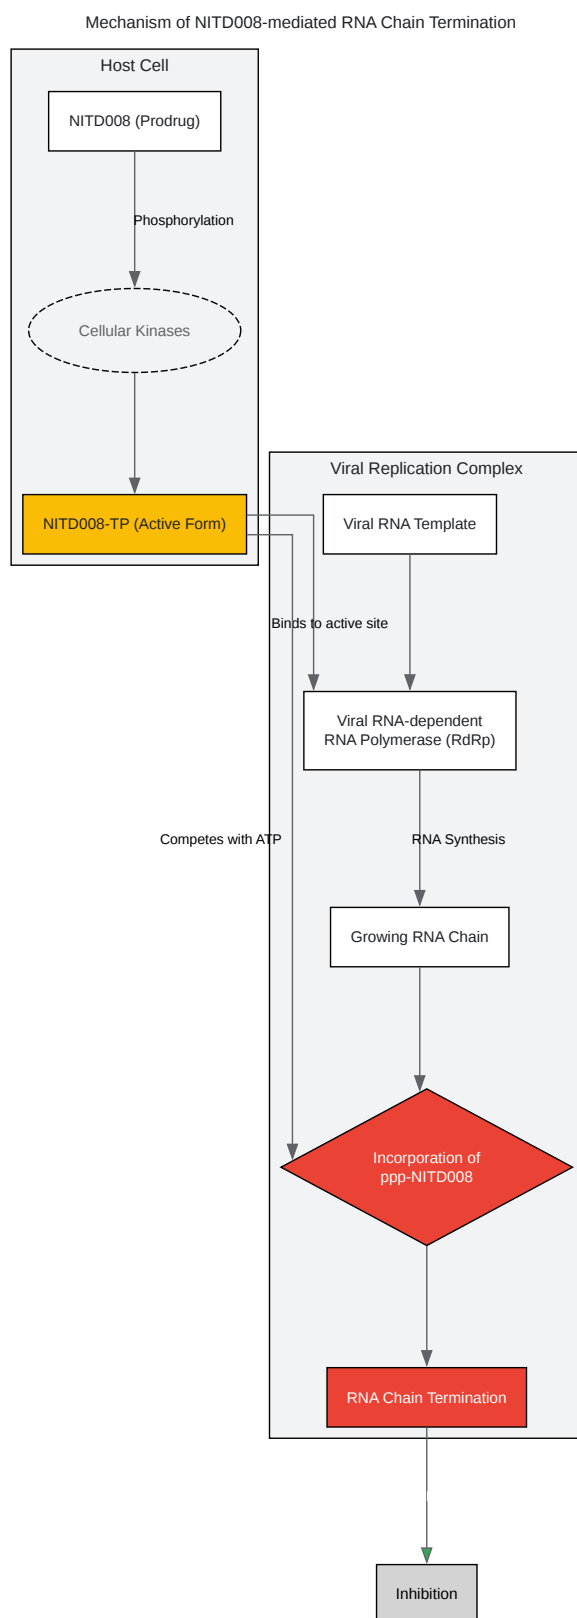 Mechanism of NITD008-mediated RNA Chain Termination
Host Cell
NITD008 (Prodrug)
Phosphorylation
Cellular Kinases
Viral Replication Complex
NITD008-TP (Active Form)
Viral RNA Template
Binds to active site
Viral RNA-dependent
RNA Polymerase (RdRp)
Competes with ATP
RNA Synthesis
Growing RNA Chain
Incorporation of
ppp-NITD008
RNA Chain Termination
Inhibition